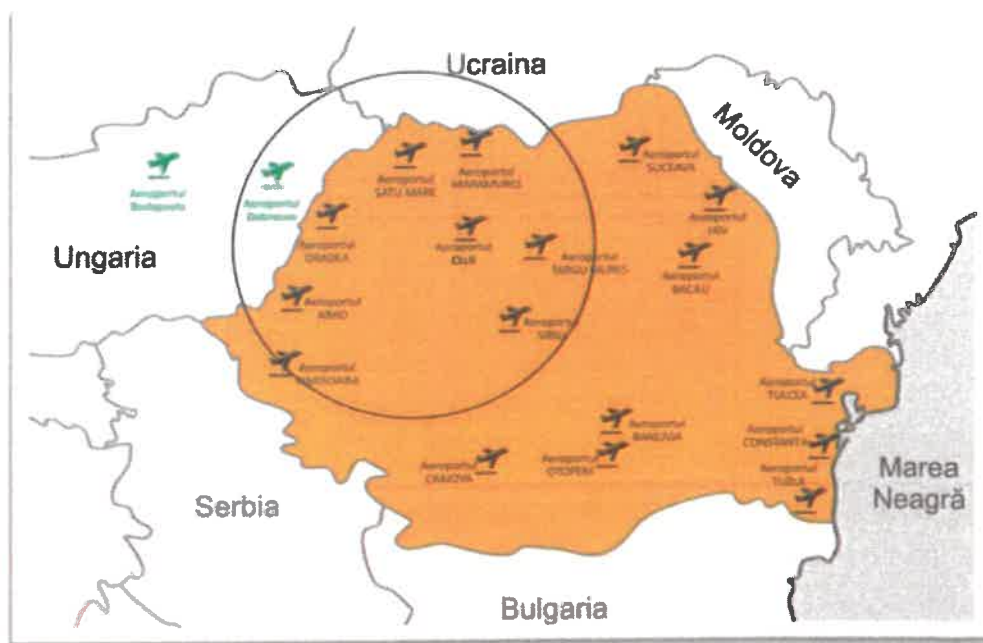 Ucraina
Moldova
Ungaria
Serbia
Bulgaria
Marea
Neagră
Aeroportul
Budapesta
Aeroportul
Debrecen
Aeroportul
SATU MARE
Aeroportul
MARAMURES
Aeroportul
SUCEAVA
Aeroportul
ORADEA
Aeroportul
CLUJ
Aeroportul
TARGU MURES
Aeroportul
IASI
Aeroportul
BACAU
Aeroportul
ARAD
Aeroportul
SIBIU
Aeroportul
TIMISOARA
Aeroportul
TULCEA
Aeroportul
CONSTANTA
Aeroportul
TUZLA
Aeroportul
BANEASA
Aeroportul
OTOPENI
Aeroportul
CRAIOVA